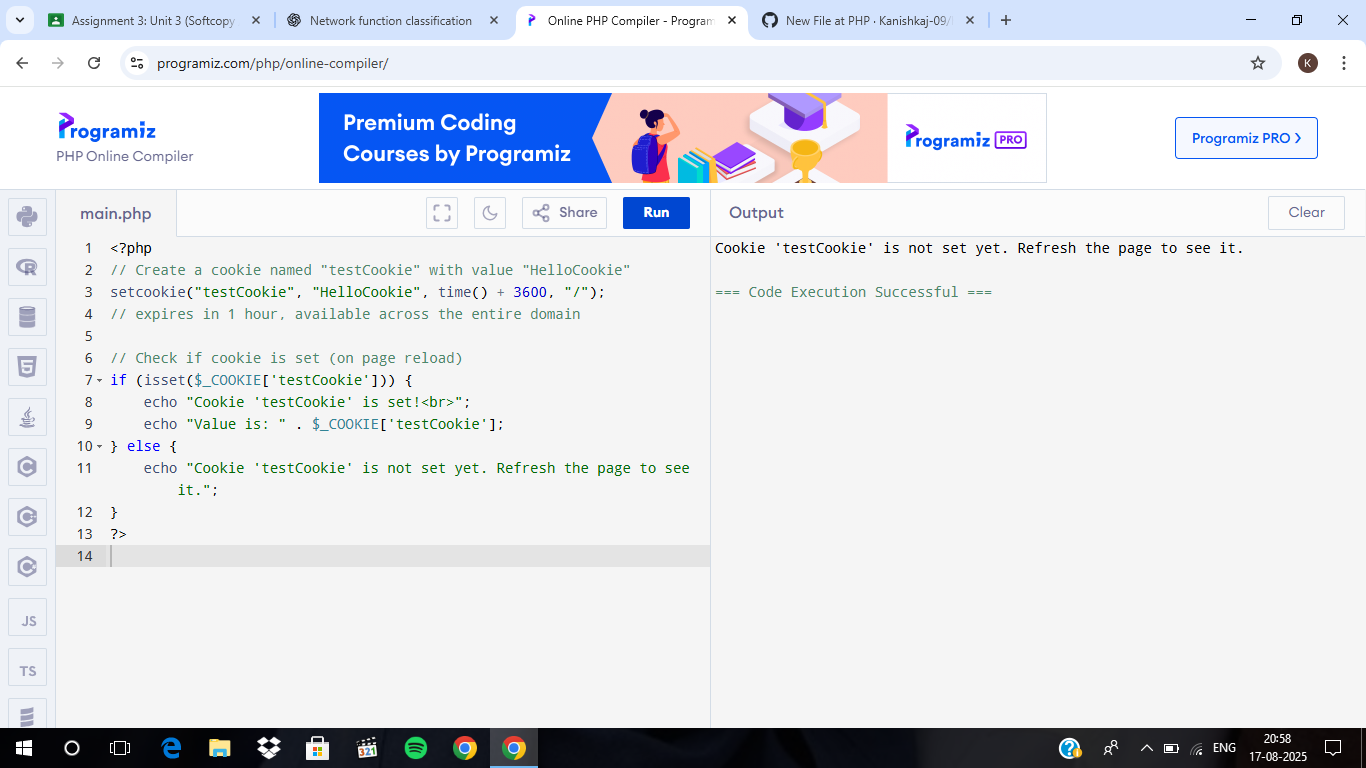 Assignment 3: Unit 3 (Softcopy
Network function classification
Online PHP Compiler - Program
New File at PHP · Kanishkaj-09/
programiz.com/php/online-compiler/
K
Programiz
PHP Online Compiler
Premium Coding
Courses by Programiz
Programiz PRO
Programiz PRO >
main.php
Share
Run
Output
Clear
1 <?php
2 // Create a cookie named "testCookie" with value "HelloCookie"
3 setcookie("testCookie", "HelloCookie", time() + 3600, "/");
4 // expires in 1 hour, available across the entire domain
5
6 // Check if cookie is set (on page reload)
7 if (isset($_COOKIE['testCookie'])) {
8 echo "Cookie 'testCookie' is set!<br>";
9 echo "Value is: " . $_COOKIE['testCookie'];
10 } else {
11 echo "Cookie 'testCookie' is not set yet. Refresh the page to see
it.";
12 }
13 ?>
14
Cookie 'testCookie' is not set yet. Refresh the page to see it.
=== Code Execution Successful ===
JS
TS
321
ENG
20:58
17-08-2025